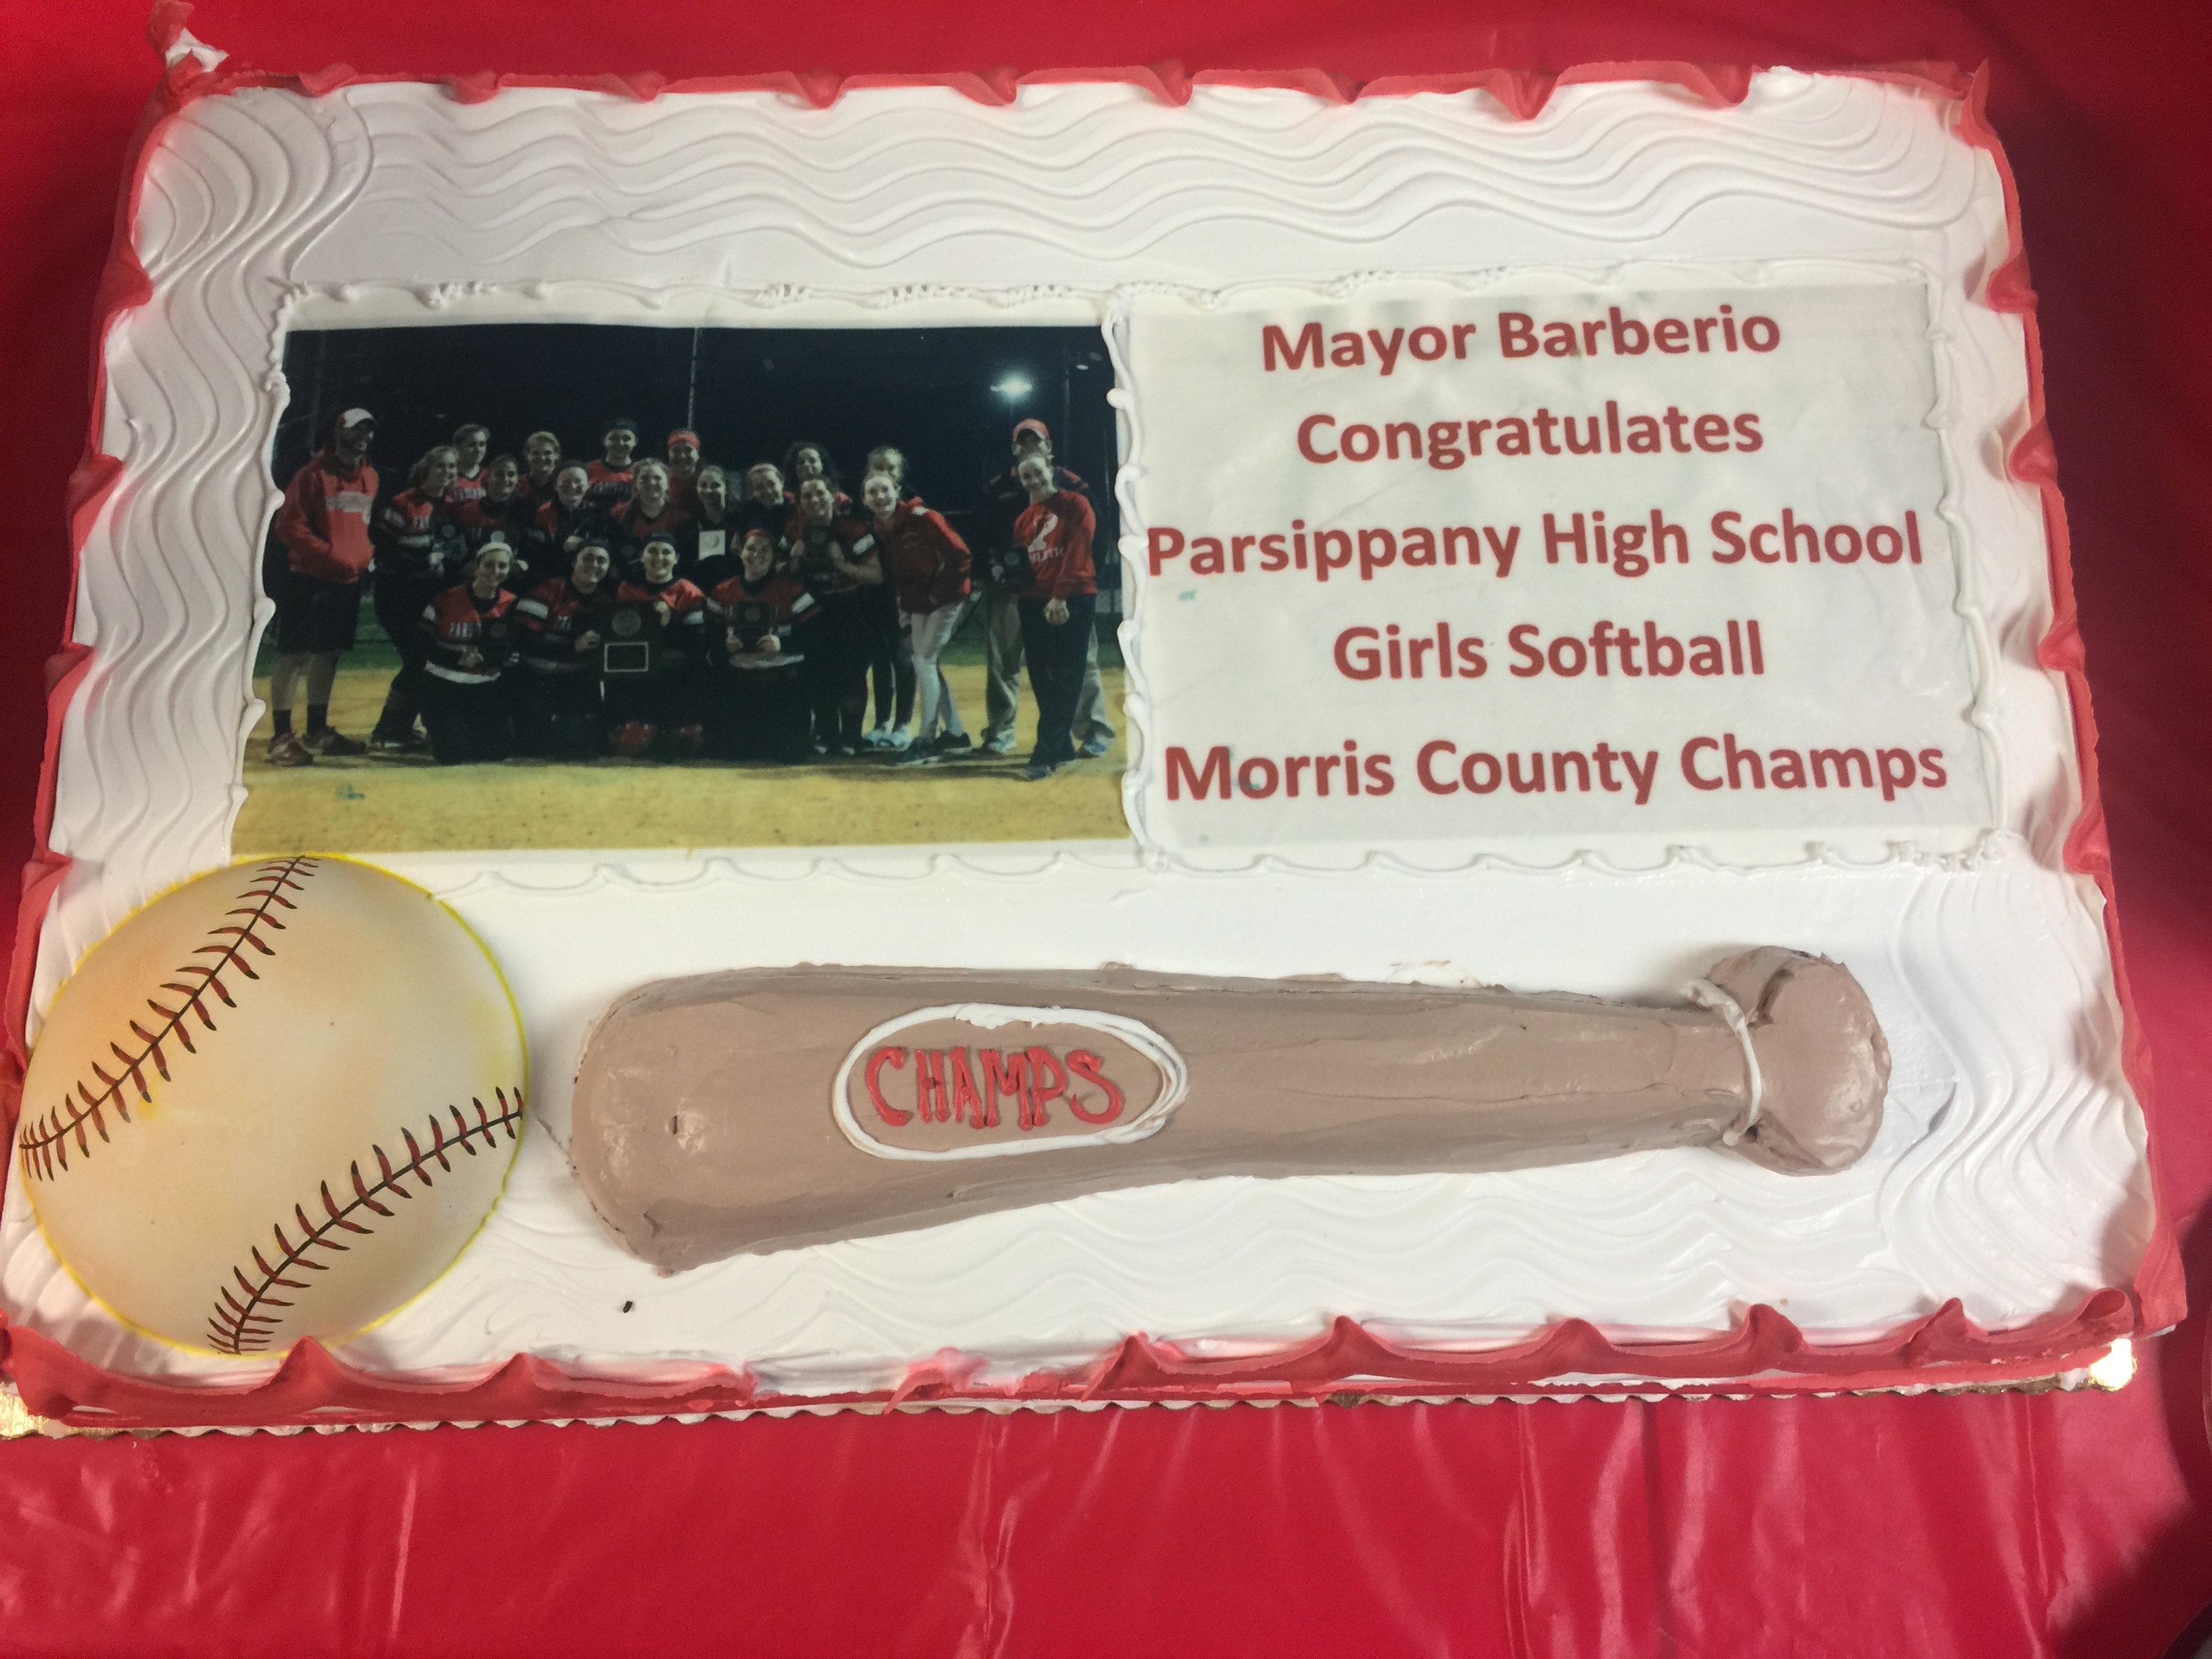 Mayor Barberio
Congratulates
Parsippany High School
Girls Softball
Morris County Champs
CHAMPS